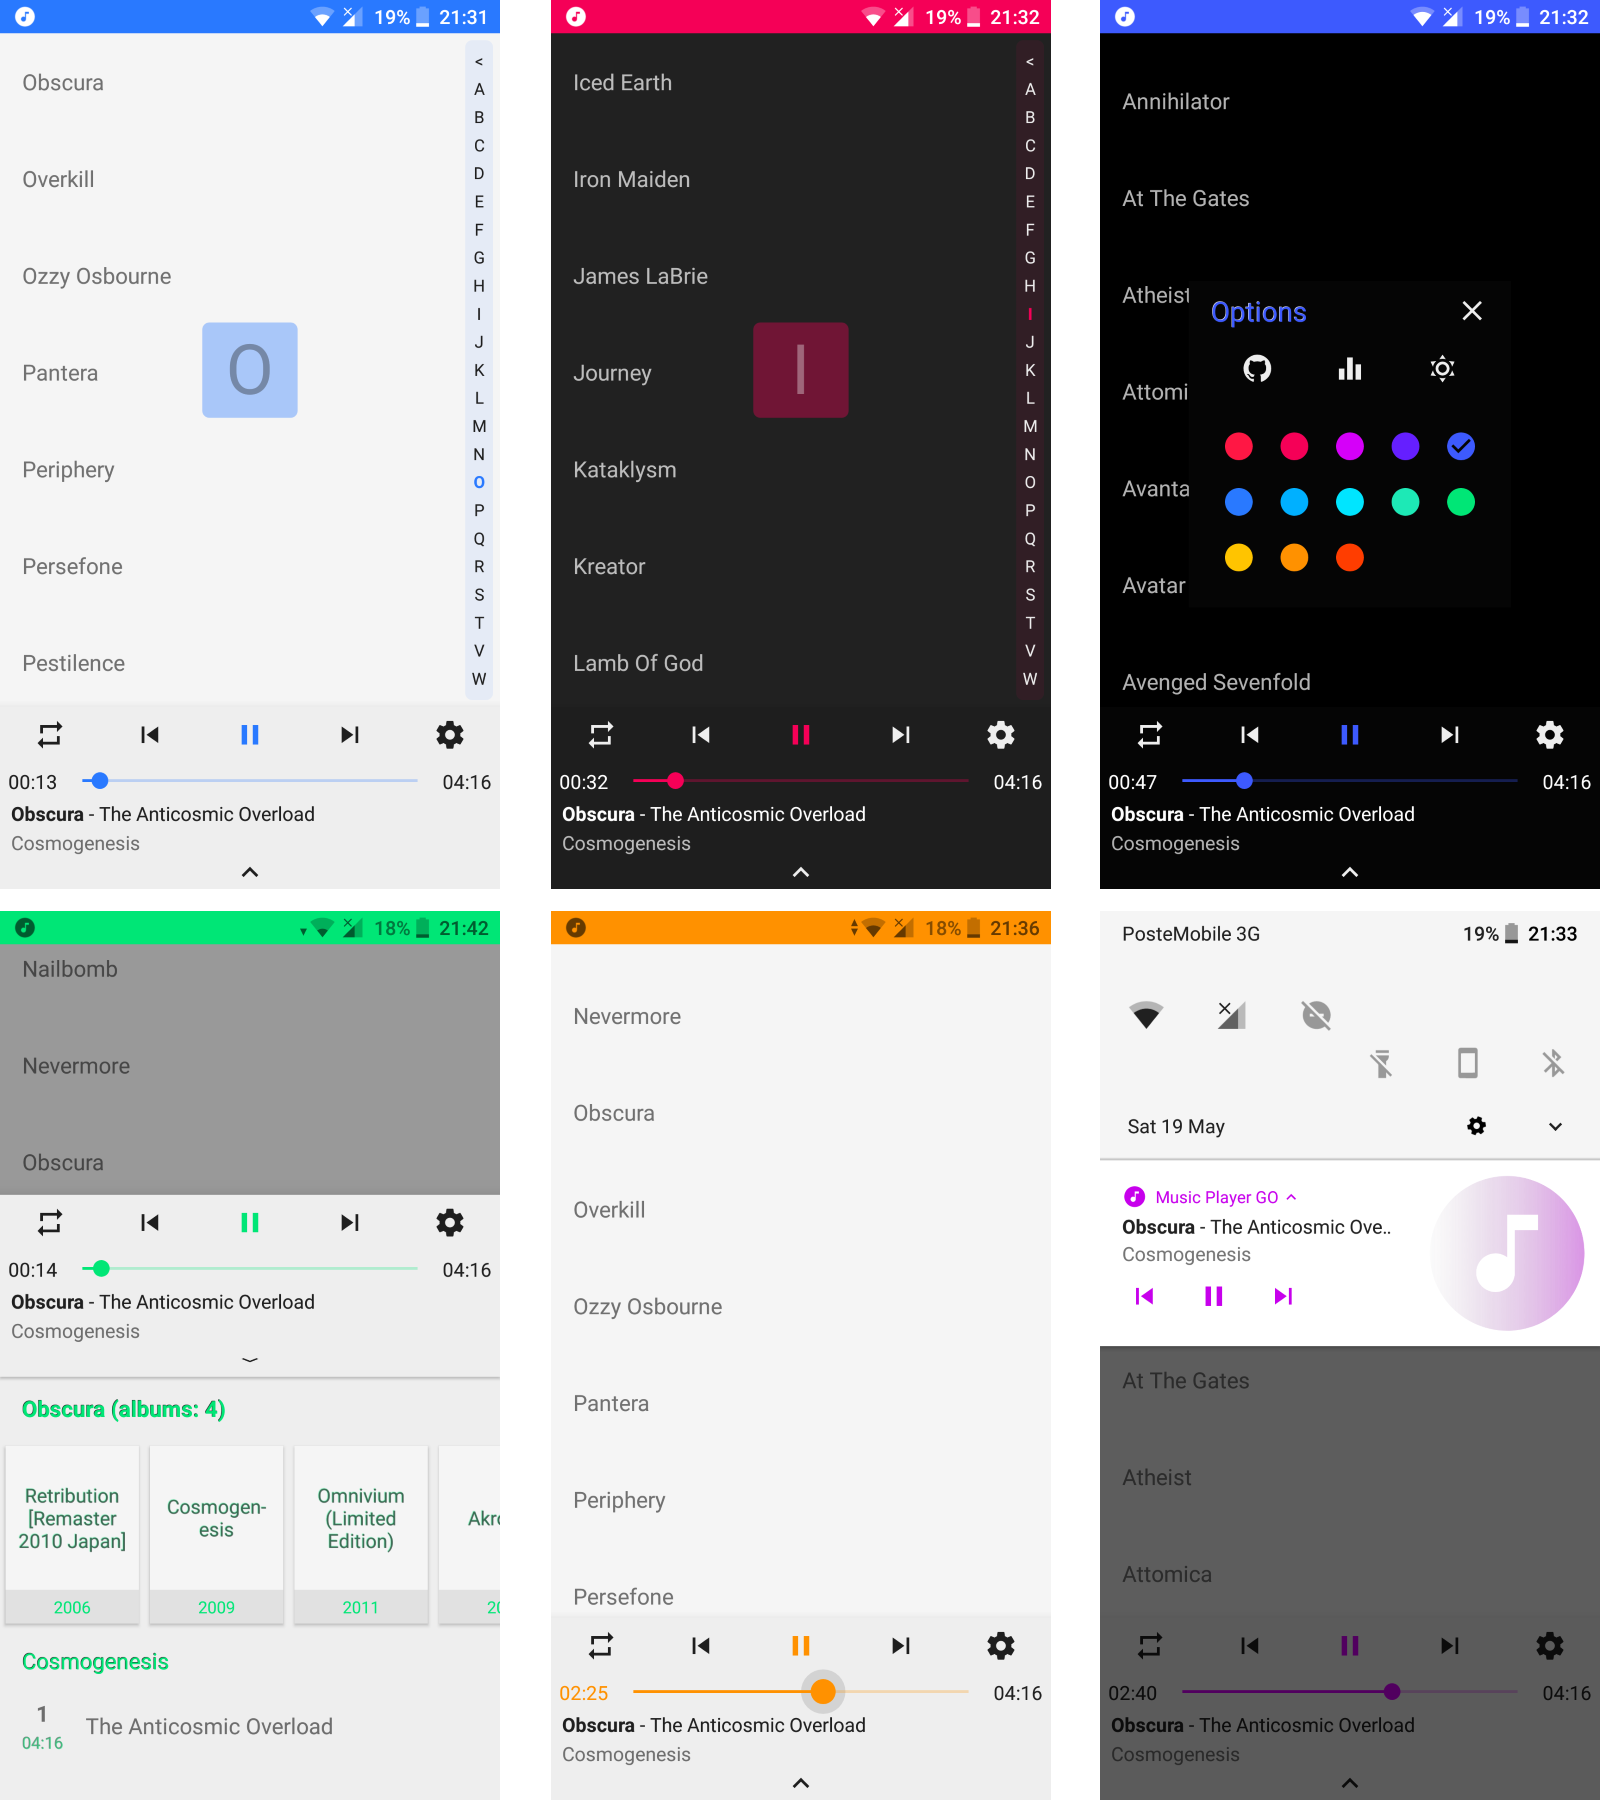 19% 21:31
Obscura
Overkill
Ozzy Osbourne
Pantera
Periphery
Persefone
Pestilence
O
<
A
B
C
D
E
F
G
H
I
J
K
L
M
N
O
P
Q
R
S
T
V
W
00:13
04:16
Obscura - The Anticosmic Overload
Cosmogenesis
19% 21:32
Iced Earth
Iron Maiden
James LaBrie
Journey
Kataklysm
Kreator
Lamb Of God
I
<
A
B
C
D
E
F
G
H
I
J
K
L
M
N
O
P
Q
R
S
T
V
W
00:32
04:16
Obscura - The Anticosmic Overload
Cosmogenesis
19% 21:32
Annihilator
At The Gates
Atheist
Attomi
Avanta
Avatar
Avenged Sevenfold
Options
00:47
04:16
Obscura - The Anticosmic Overload
Cosmogenesis
18% 21:42
Nailbomb
Nevermore
Obscura
00:14
04:16
Obscura - The Anticosmic Overload
Cosmogenesis
Obscura (albums: 4)
Retribution
[Remaster
2010 Japan]
2006
Cosmogen-
esis
2009
Omnivium
(Limited
Edition)
2011
Akr
20
Cosmogenesis
1
04:16
The Anticosmic Overload
18% 21:36
Nevermore
Obscura
Overkill
Ozzy Osbourne
Pantera
Periphery
Persefone
02:25
04:16
Obscura - The Anticosmic Overload
Cosmogenesis
PosteMobile 3G
19% 21:33
Sat 19 May
Music Player GO
Obscura - The Anticosmic Ove..
Cosmogenesis
At The Gates
Atheist
Attomica
02:40
04:16
Obscura - The Anticosmic Overload
Cosmogenesis